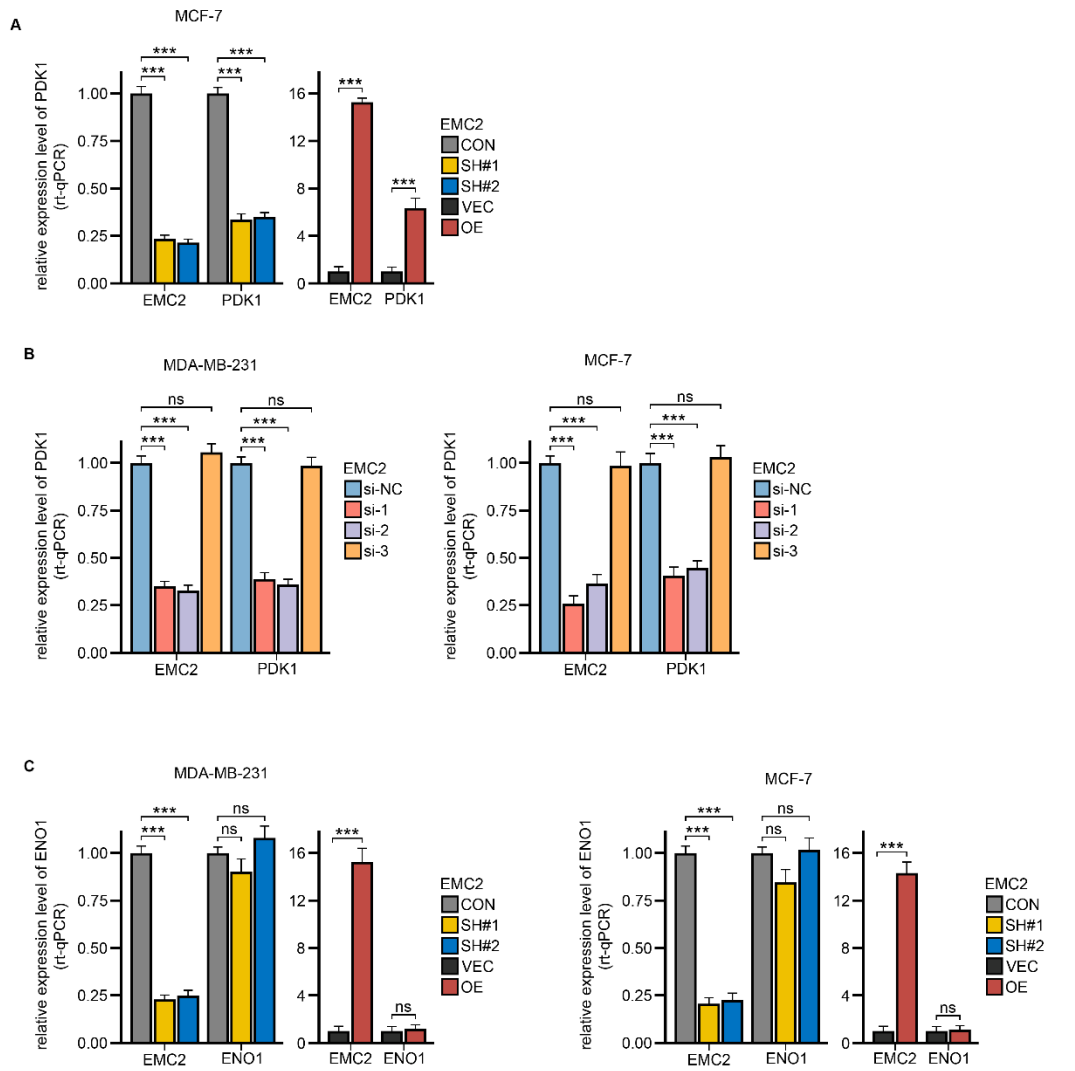 A
MCF-7
relative expression level of PDK1
(rt-qPCR)
1.00
0.75
0.50
0.25
0.00
***
***
***
***
EMC2
PDK1
16
12
8
4
0
***
***
EMC2
PDK1
EMC2
CON
SH#1
SH#2
VEC
OE
B
MDA-MB-231
relative expression level of PDK1
(rt-qPCR)
1.00
0.75
0.50
0.25
0.00
ns
***
***
ns
***
***
EMC2
PDK1
EMC2
si-NC
si-1
si-2
si-3
MCF-7
relative expression level of PDK1
(rt-qPCR)
1.00
0.75
0.50
0.25
0.00
ns
***
***
ns
***
***
EMC2
PDK1
EMC2
si-NC
si-1
si-2
si-3
C
MDA-MB-231
relative expression level of ENO1
(rt-qPCR)
1.00
0.75
0.50
0.25
0.00
***
***
ns
ns
EMC2
ENO1
16
12
8
4
0
***
ns
EMC2
ENO1
EMC2
CON
SH#1
SH#2
VEC
OE
MCF-7
relative expression level of ENO1
(rt-qPCR)
1.00
0.75
0.50
0.25
0.00
***
***
ns
ns
EMC2
ENO1
16
12
8
4
0
***
ns
EMC2
ENO1
EMC2
CON
SH#1
SH#2
VEC
OE